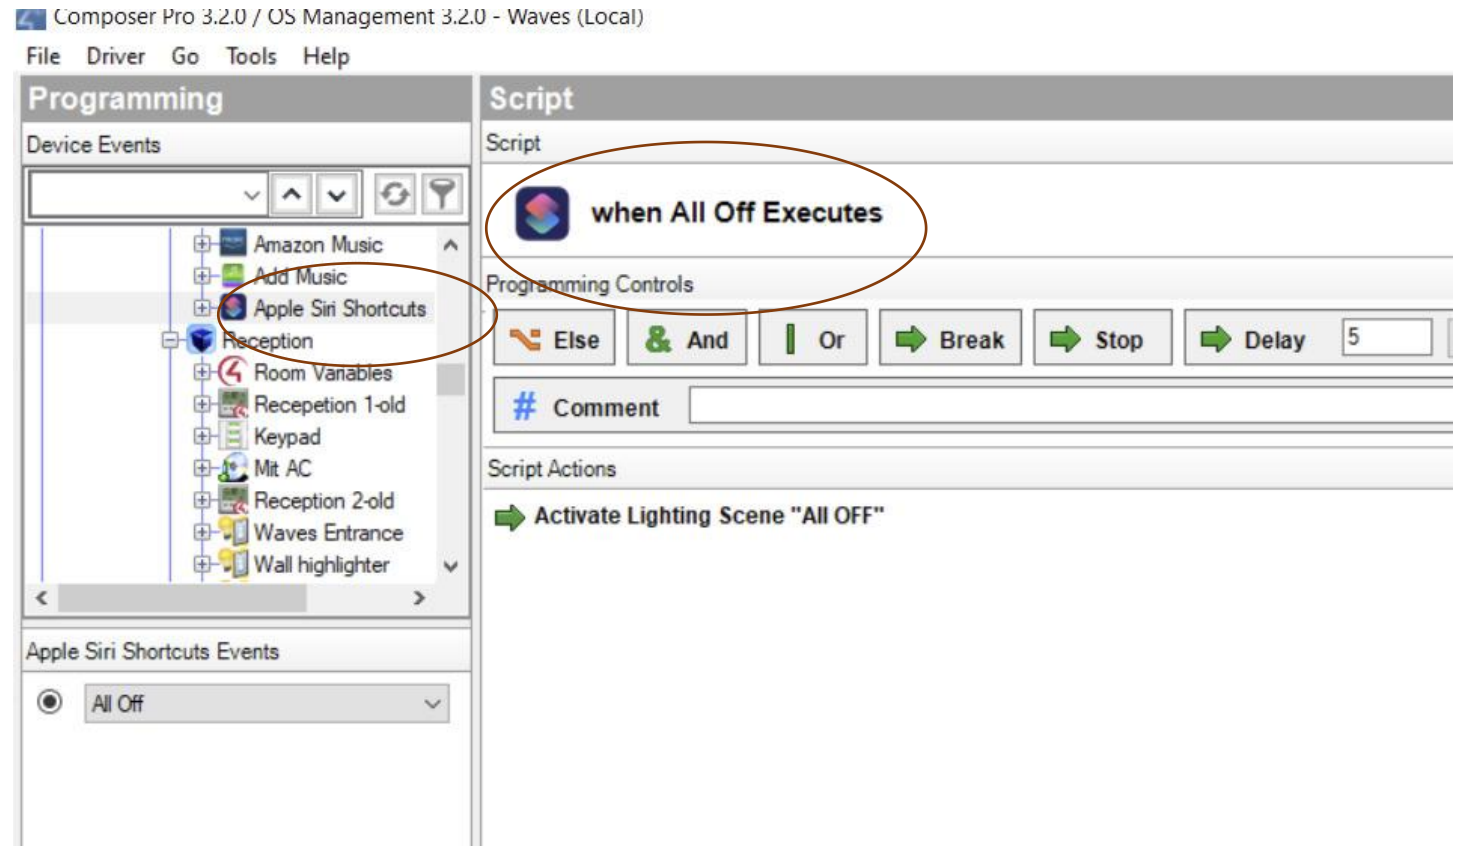 Composer Pro 3.2.0 / OS Management 3.2.0 - Waves (Local)
File Driver Go Tools Help
Programming
Device Events
Amazon Music
Add Music
Apple Siri Shortcuts
Reception
Room Variables
Recepetion 1-old
Keypad
Mit AC
Reception 2-old
Waves Entrance
Wall highlighter
Apple Siri Shortcuts Events
All Off
Script
Script
when All Off Executes
Programming Controls
Else And Or Break Stop Delay 5
# Comment
Script Actions
Activate Lighting Scene "All OFF"